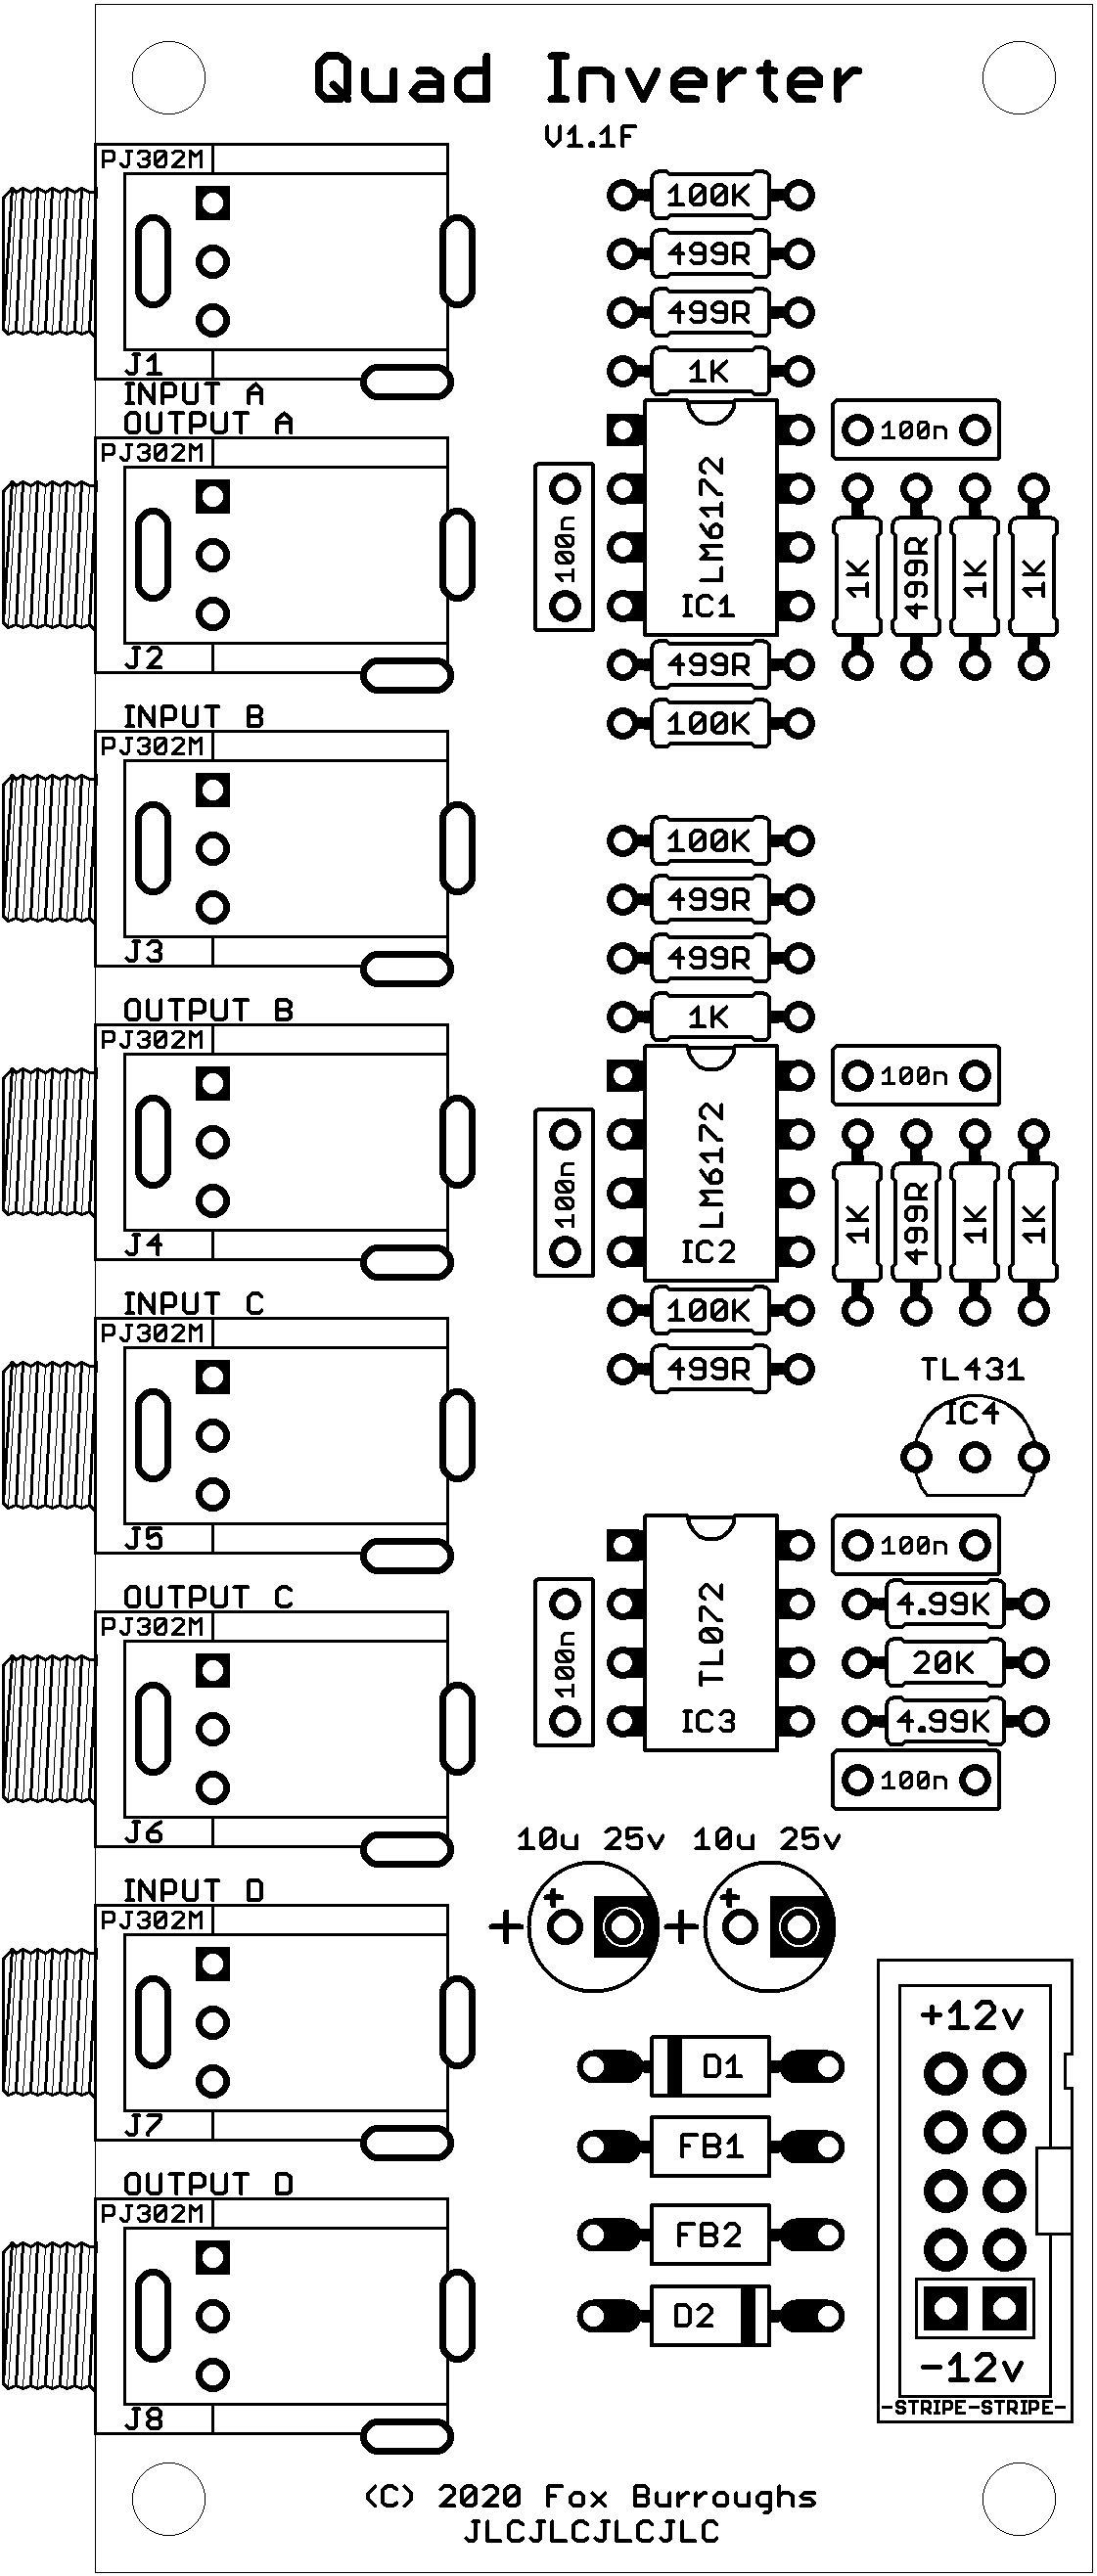 Quad Inverter
V1.1F
PJ302M
J1
INPUT A
OUTPUT A
PJ302M
J2
INPUT B
PJ302M
J3
OUTPUT B
PJ302M
J4
INPUT C
PJ302M
J5
OUTPUT C
PJ302M
J6
INPUT D
PJ302M
J7
OUTPUT D
PJ302M
J8
100K
499R
499R
1K
100n
LM6172
IC1
100n
1K
499R
1K
1K
499R
100K
100K
499R
499R
1K
100n
LM6172
IC2
100n
1K
499R
1K
1K
100K
499R
TL431
IC4
100n
TL072
IC3
100n
4.99K
20K
4.99K
100n
10u 25v 10u 25v
+ + + +
D1
FB1
FB2
D2
+12v
-12v
-STRIPE-STRIPE-
(C) 2020 Fox Burroughs
JLCJLCJLCJLC